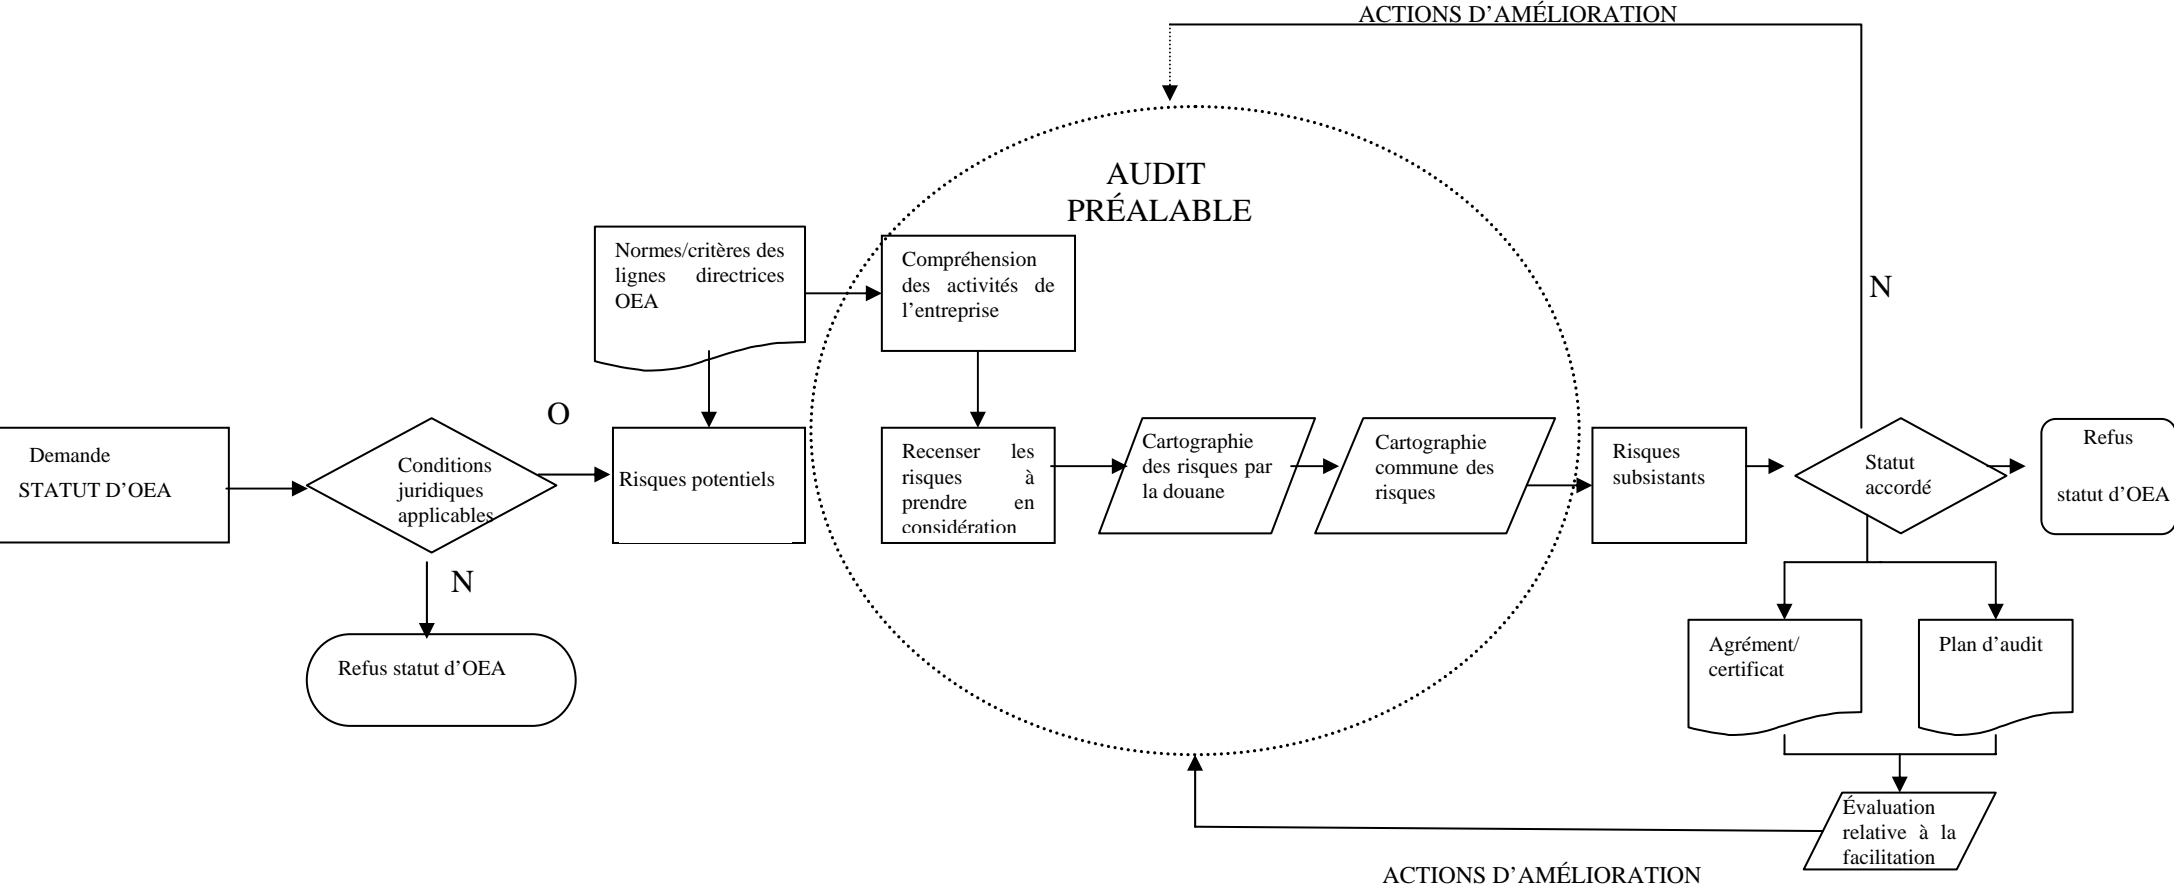 ACTIONS D’AMÉLIORATION
AUDIT
PRÉALABLE
Normes/critères des
lignes directrices
OEA
Compréhension
des activités de
l’entreprise
N
O
Demande
STATUT D’OEA
Conditions
juridiques
applicables
Risques potentiels
Recenser les
risques à
prendre en
considération
Cartographie
des risques par
la douane
Cartographie
commune des
risques
Risques
subsistants
Statut
accordé
Refus
statut d’OEA
N
Refus statut d’OEA
Agrément/
certificat
Plan d’audit
Évaluation
relative à la
facilitation
ACTIONS D’AMÉLIORATION